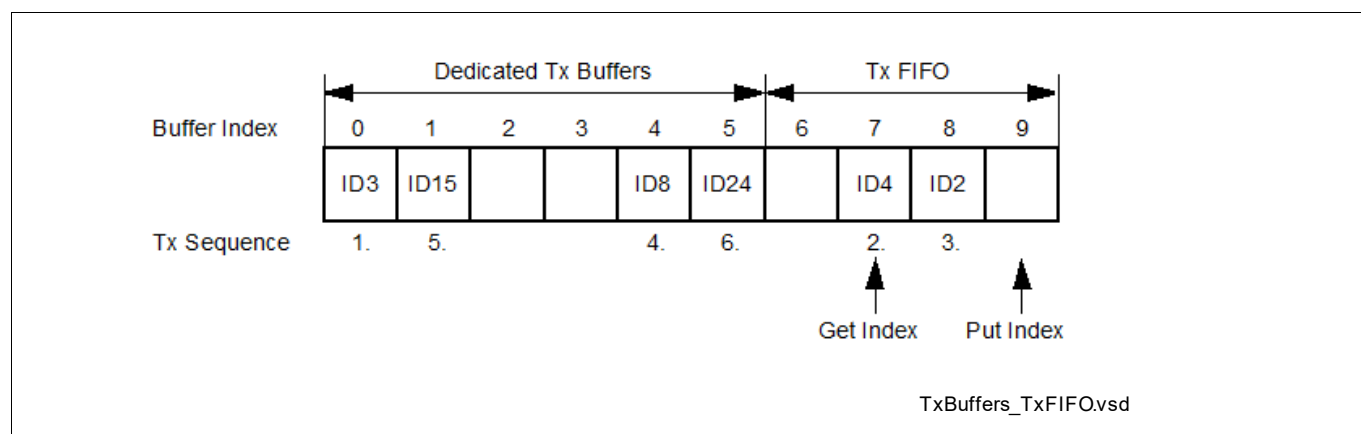 Dedicated Tx Buffers Tx FIFO
Buffer Index 0 1 2 3 4 5 6 7 8 9
ID3 ID15 ID8 ID24 ID4 ID2
Tx Sequence 1. 5. 4. 6. 2. 3.
Get Index Put Index
TxBuffers_TxFIFO.vsd